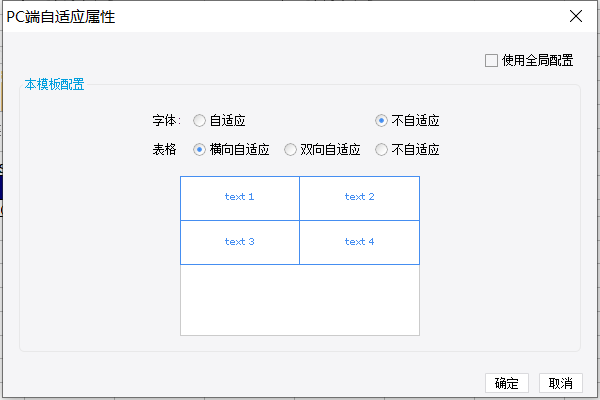 PC端自适应属性
使用全局配置
本模板配置
字体: 自适应 不自适应
表格 横向自适应 双向自适应 不自适应
text 1 text 2
text 3 text 4
确定 取消